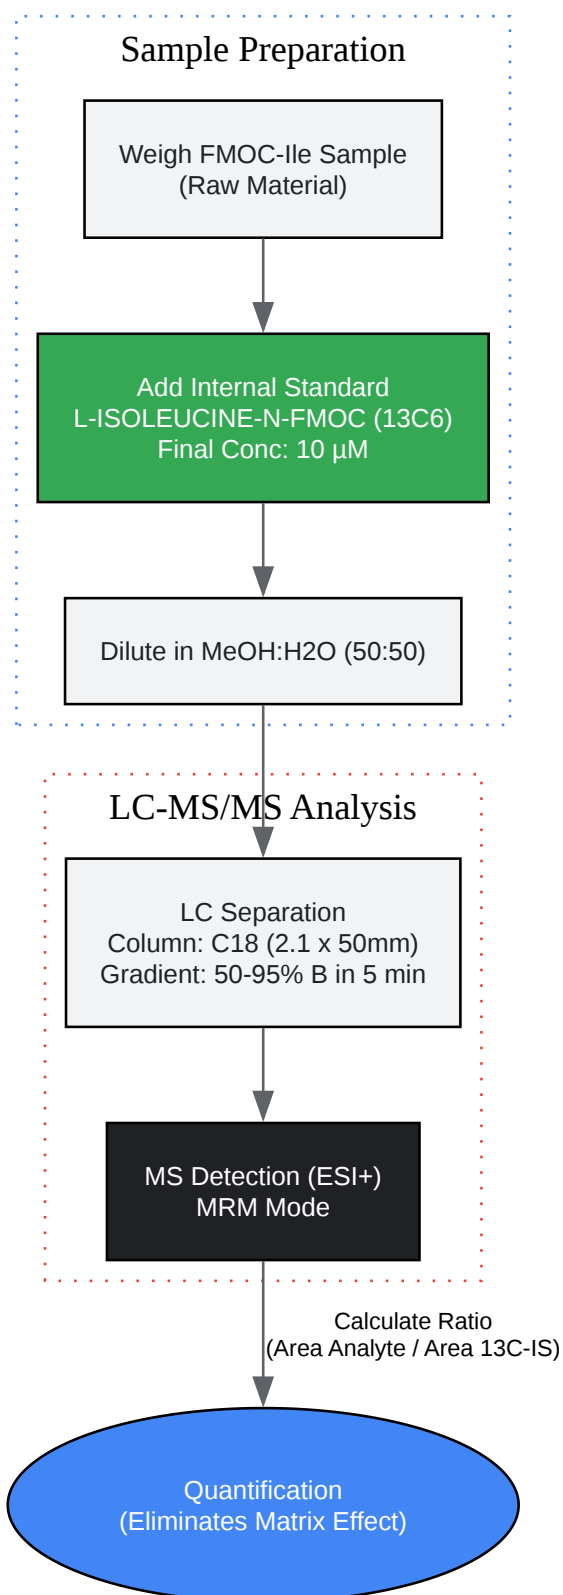 Sample Preparation
Weigh FMOC-Ile Sample
(Raw Material)
Add Internal Standard
L-ISOLEUCINE-N-FMOC (13C6)
Final Conc: 10 µM
Dilute in MeOH:H2O (50:50)
LC-MS/MS Analysis
LC Separation
Column: C18 (2.1 x 50mm)
Gradient: 50-95% B in 5 min
MS Detection (ESI+)
MRM Mode
Calculate Ratio
(Area Analyte / Area 13C-IS)
Quantification
(Eliminates Matrix Effect)